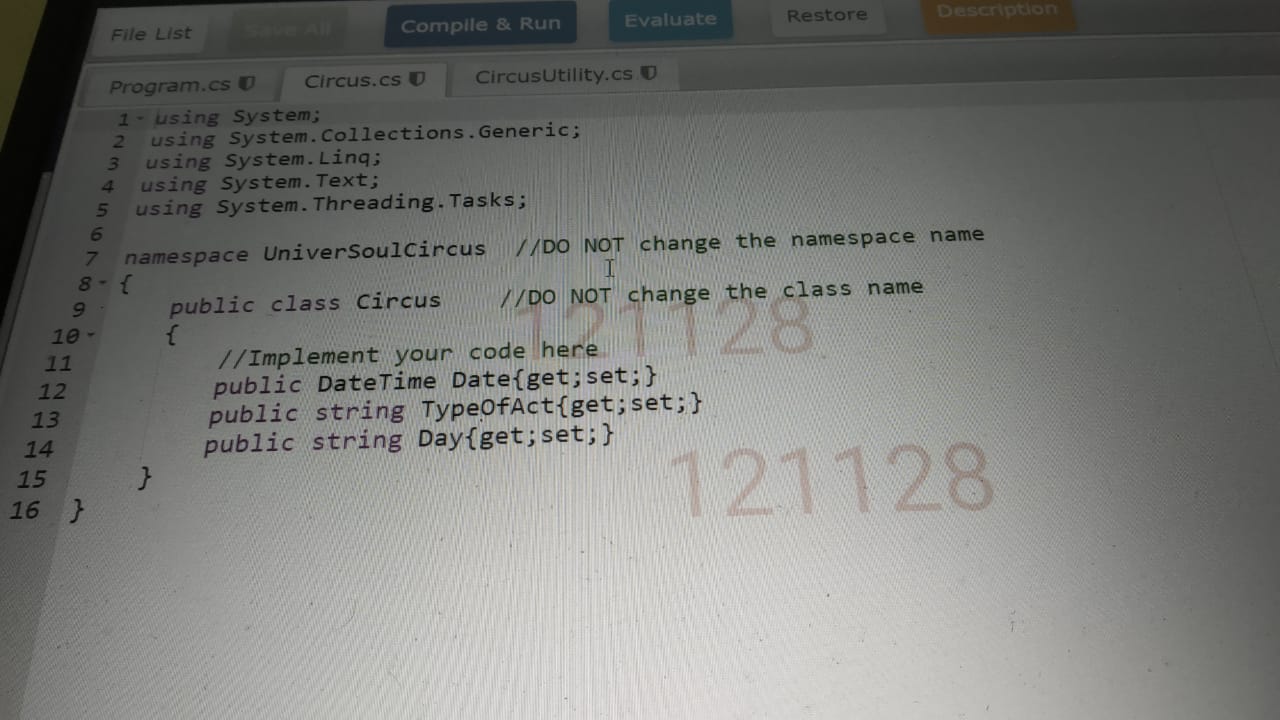 File List Save All Compile & Run Evaluate Restore Description
Program.cs Circus.cs CircusUtility.cs
1 using System;
2 using System.Collections.Generic;
3 using System.Linq;
4 using System.Text;
5 using System.Threading.Tasks;
6
7 namespace UniverSoulCircus //DO NOT change the namespace name
8 {
9 public class Circus //DO NOT change the class name
10 {
121128
11 //Implement your code here
12 public DateTime Date{get;set;}
13 public string TypeOfAct{get;set;}
14 public string Day{get;set;}
15 }
121128
16 }